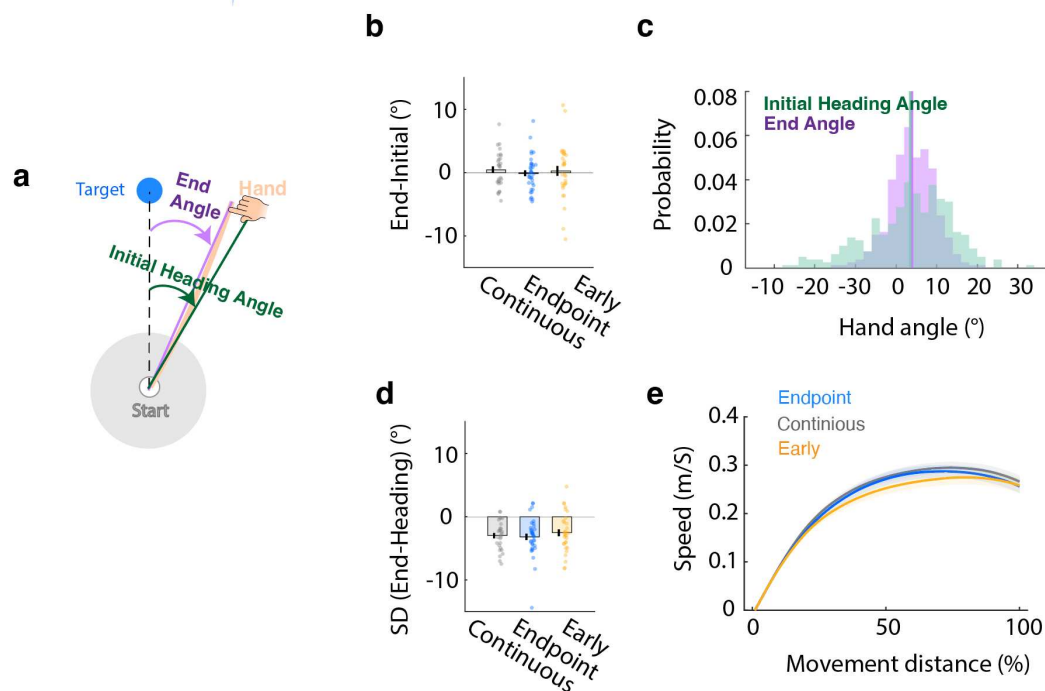 a
Target
End
Angle
Hand
Initial Heading Angle
Start
b
End-Initial (°)
10
0
-10
Continuous
Endpoint
Early
c
Initial Heading Angle
End Angle
Probability
0.08
0.06
0.04
0.02
0
-10
-20
-30
0
10
20
30
Hand angle (°)
d
SD (End-Heading) (°)
10
0
-10
Continuous
Endpoint
Early
e
Endpoint
Continious
Early
Speed (m/S)
0.4
0.3
0.2
0.1
0
0
50
100
Movement distance (%)